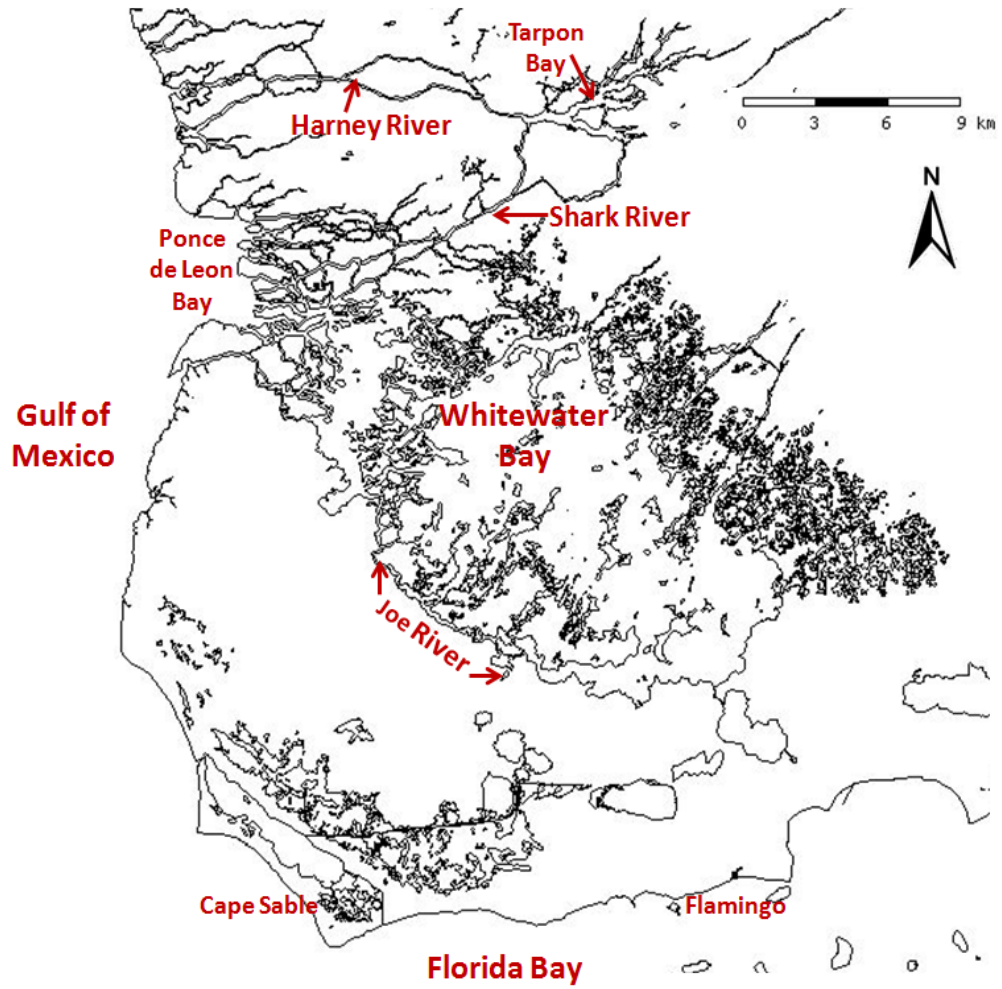 Tarpon
Bay
0 3 6 9 km
Harney River
N
Shark River
Ponce
de Leon
Bay
Gulf of
Mexico
Whitewater
Bay
Joe River
Cape Sable
Flamingo
Florida Bay